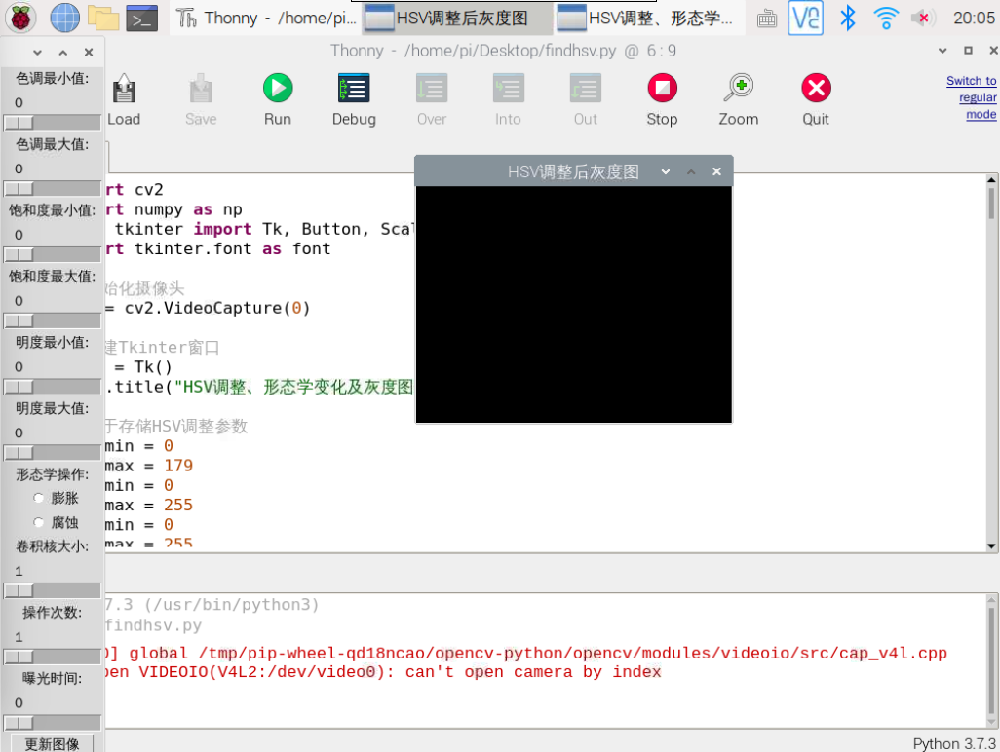 Thonny - /home/pi...
HSV调整后灰度图
HSV调整、形态学...
20:05
Thonny - /home/pi/Desktop/findhsv.py @ 6:9
Load
Save
Run
Debug
Over
Into
Out
Stop
Zoom
Quit
Switch to
regular
mode
色调最小值:
0
色调最大值:
0
饱和度最小值:
0
饱和度最大值:
0
明度最小值:
0
明度最大值:
0
形态学操作:
膨胀
腐蚀
卷积核大小:
1
操作次数:
1
曝光时间:
0
更新图像
HSV调整后灰度图
rt cv2
rt numpy as np
tkinter import Tk, Button, Scal
rt tkinter.font as font
始化摄像头
= cv2.VideoCapture(0)
建Tkinter窗口
= Tk()
.title("HSV调整、形态学变化及灰度图
于存储HSV调整参数
min = 0
max = 179
min = 0
max = 255
min = 0
max = 255
7.3 (/usr/bin/python3)
findhsv.py
] global /tmp/pip-wheel-qd18ncao/opencv-python/opencv/modules/videoio/src/cap_v4l.cpp
pen VIDEOIO(V4L2:/dev/video0): can't open camera by index
Python 3.7.3